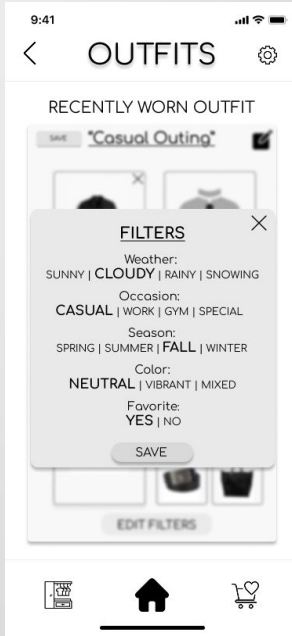 9:41
OUTFITS
RECENTLY WORN OUTFIT
SAVE "Casual Outing"
FILTERS
Weather:
SUNNY | CLOUDY | RAINY | SNOWING
Occasion:
CASUAL | WORK | GYM | SPECIAL
Season:
SPRING | SUMMER | FALL | WINTER
Color:
NEUTRAL | VIBRANT | MIXED
Favorite:
YES | NO
SAVE
EDIT FILTERS